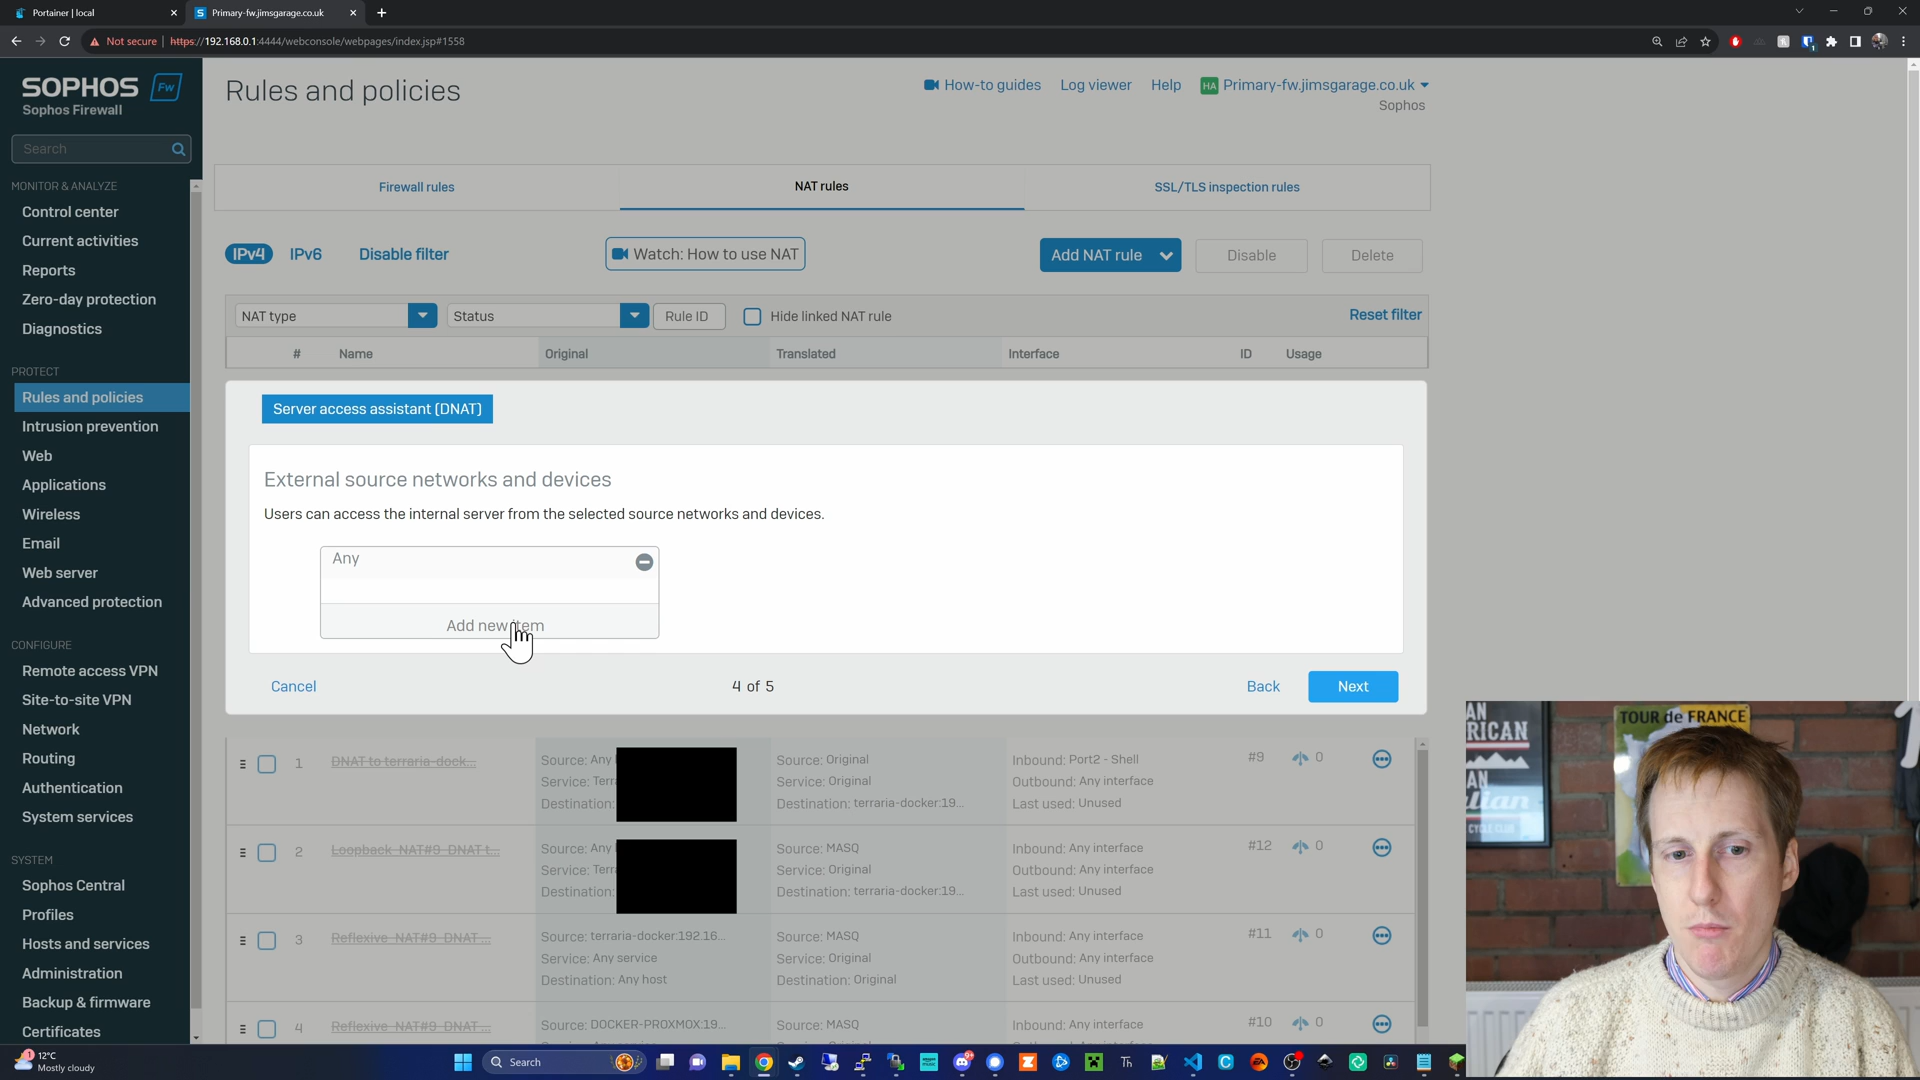 Portainer | local
Primary-fw.jimsgarage.co.uk
Not secure
https://192.168.0.1:4444/webconsole/webpages/index.jsp#1558
SOPHOS Fw
Sophos Firewall
Search
MONITOR & ANALYZE
Control center
Current activities
Reports
Zero-day protection
Diagnostics
PROTECT
Rules and policies
Intrusion prevention
Web
Applications
Wireless
Email
Web server
Advanced protection
CONFIGURE
Remote access VPN
Site-to-site VPN
Network
Routing
Authentication
System services
SYSTEM
Sophos Central
Profiles
Hosts and services
Administration
Backup & firmware
Certificates
Rules and policies
How-to guides Log viewer Help HA Primary-fw.jimsgarage.co.uk
Sophos
Firewall rules NAT rules SSL/TLS inspection rules
IPv4 IPv6 Disable filter Watch: How to use NAT Add NAT rule Disable Delete
NAT type Status Rule ID Hide linked NAT rule Reset filter
# Name Original Translated Interface ID Usage
Server access assistant (DNAT)
External source networks and devices
Users can access the internal server from the selected source networks and devices.
Any
Add new item
Cancel 4 of 5 Back Next
1 DNAT to terraria-dock... Source: Any Source: Original Inbound: Port2 - Shell #9 0
Service: Terr Service: Original Outbound: Any interface
Destination: Destination: terraria-docker:19... Last used: Unused
2 Loopback_NAT#9_DNAT t... Source: Any Source: MASQ Inbound: Any interface #12 0
Service: Terr Service: Original Outbound: Any interface
Destination: Destination: terraria-docker:19... Last used: Unused
3 Reflexive_NAT#9_DNAT ... Source: terraria-docker:192.16... Source: MASQ Inbound: Any interface #11 0
Service: Any service Service: Original Outbound: Any interface
Destination: Any host Destination: Original Last used: Unused
4 Reflexive_NAT#9_DNAT ... Source: DOCKER-PROXMOX:19... Source: MASQ Inbound: Any interface #10 0
TOUR de FRANCE
AN
ERICAN
CYCLE CLUB
12°C
Mostly cloudy
Search